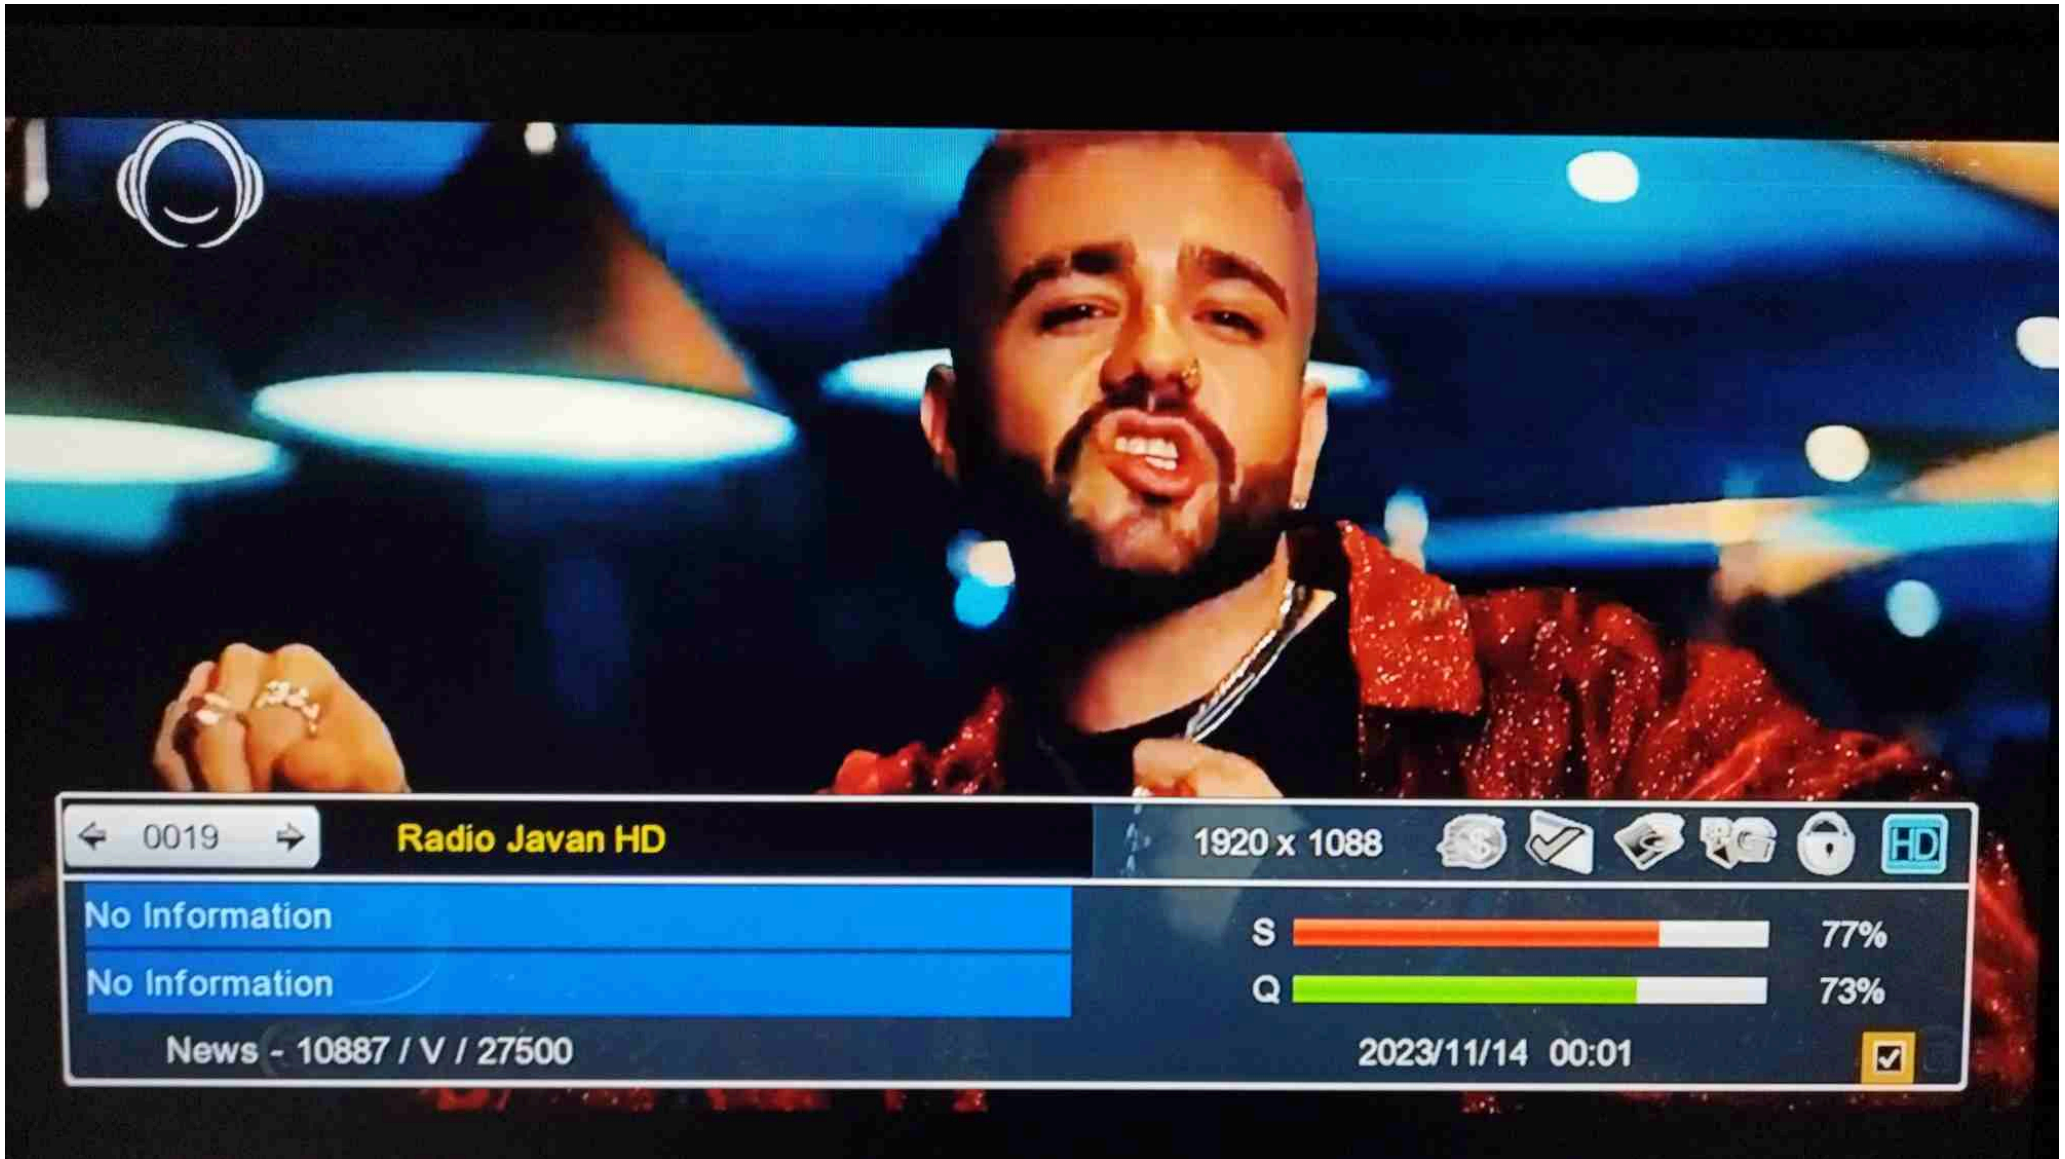 0019
Radio Javan HD
1920 x 1088
HD
No Information
No Information
S 77%
Q 73%
News - 10887 / V / 27500
2023/11/14 00:01